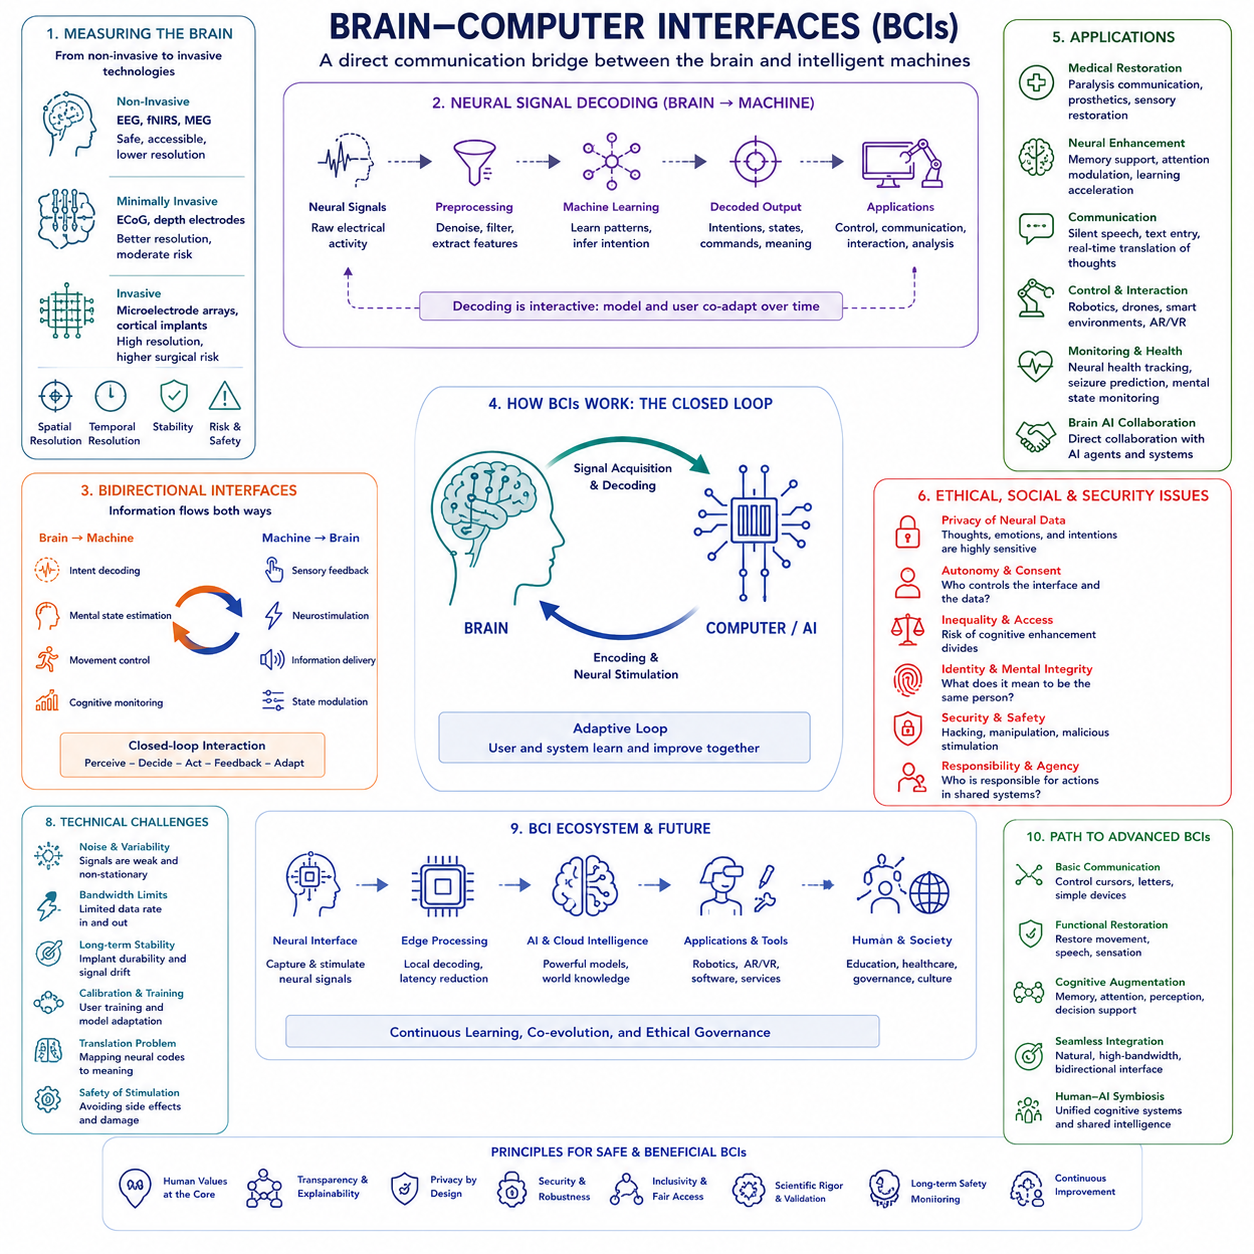 BRAIN–COMPUTER INTERFACES (BCIs)
A direct communication bridge between the brain and intelligent machines
1. MEASURING THE BRAIN
From non-invasive to invasive
technologies
Non-Invasive
EEG, fNIRS, MEG
Safe, accessible,
lower resolution
Minimally Invasive
ECoG, depth electrodes
Better resolution,
moderate risk
Invasive
Microelectrode arrays,
cortical implants
High resolution,
higher surgical risk
Spatial
Resolution
Temporal
Resolution
Stability
Risk &
Safety
2. NEURAL SIGNAL DECODING (BRAIN → MACHINE)
Neural Signals
Raw electrical
activity
Preprocessing
Denoise, filter,
extract features
Machine Learning
Learn patterns,
infer intention
Decoded Output
Intentions, states,
commands, meaning
Applications
Control, communication,
interaction, analysis
Decoding is interactive: model and user co-adapt over time
3. BIDIRECTIONAL INTERFACES
Information flows both ways
Brain → Machine
Intent decoding
Mental state estimation
Movement control
Cognitive monitoring
Machine → Brain
Sensory feedback
Neurostimulation
Information delivery
State modulation
Closed-loop Interaction
Perceive – Decide – Act – Feedback – Adapt
4. HOW BCIs WORK: THE CLOSED LOOP
Signal Acquisition
& Decoding
BRAIN
COMPUTER / AI
Encoding &
Neural Stimulation
Adaptive Loop
User and system learn and improve together
5. APPLICATIONS
Medical Restoration
Paralysis communication,
prosthetics, sensory
restoration
Neural Enhancement
Memory support, attention
modulation, learning
acceleration
Communication
Silent speech, text entry,
real-time translation of
thoughts
Control & Interaction
Robotics, drones, smart
environments, AR/VR
Monitoring & Health
Neural health tracking,
seizure prediction, mental
state monitoring
Brain AI Collaboration
Direct collaboration with
AI agents and systems
6. ETHICAL, SOCIAL & SECURITY ISSUES
Privacy of Neural Data
Thoughts, emotions, and intentions
are highly sensitive
Autonomy & Consent
Who controls the interface and
the data?
Inequality & Access
Risk of cognitive enhancement
divides
Identity & Mental Integrity
What does it mean to be the
same person?
Security & Safety
Hacking, manipulation, malicious
stimulation
Responsibility & Agency
Who is responsible for actions
in shared systems?
8. TECHNICAL CHALLENGES
Noise & Variability
Signals are weak and
non-stationary
Bandwidth Limits
Limited data rate
in and out
Long-term Stability
Implant durability and
signal drift
Calibration & Training
User training and
model adaptation
Translation Problem
Mapping neural codes
to meaning
Safety of Stimulation
Avoiding side effects
and damage
9. BCI ECOSYSTEM & FUTURE
Neural Interface
Capture & stimulate
neural signals
Edge Processing
Local decoding,
latency reduction
AI & Cloud Intelligence
Powerful models,
world knowledge
Applications & Tools
Robotics, AR/VR,
software, services
Human & Society
Education, healthcare,
governance, culture
Continuous Learning, Co-evolution, and Ethical Governance
10. PATH TO ADVANCED BCIs
Basic Communication
Control cursors, letters,
simple devices
Functional Restoration
Restore movement,
speech, sensation
Cognitive Augmentation
Memory, attention, perception,
decision support
Seamless Integration
Natural, high-bandwidth,
bidirectional interface
Human–AI Symbiosis
Unified cognitive systems
and shared intelligence
PRINCIPLES FOR SAFE & BENEFICIAL BCIs
Human Values
at the Core
Transparency &
Explainability
Privacy by
Design
Security &
Robustness
Inclusivity &
Fair Access
Scientific Rigor
& Validation
Long-term Safety
Moniioring
Continuous
Improvement